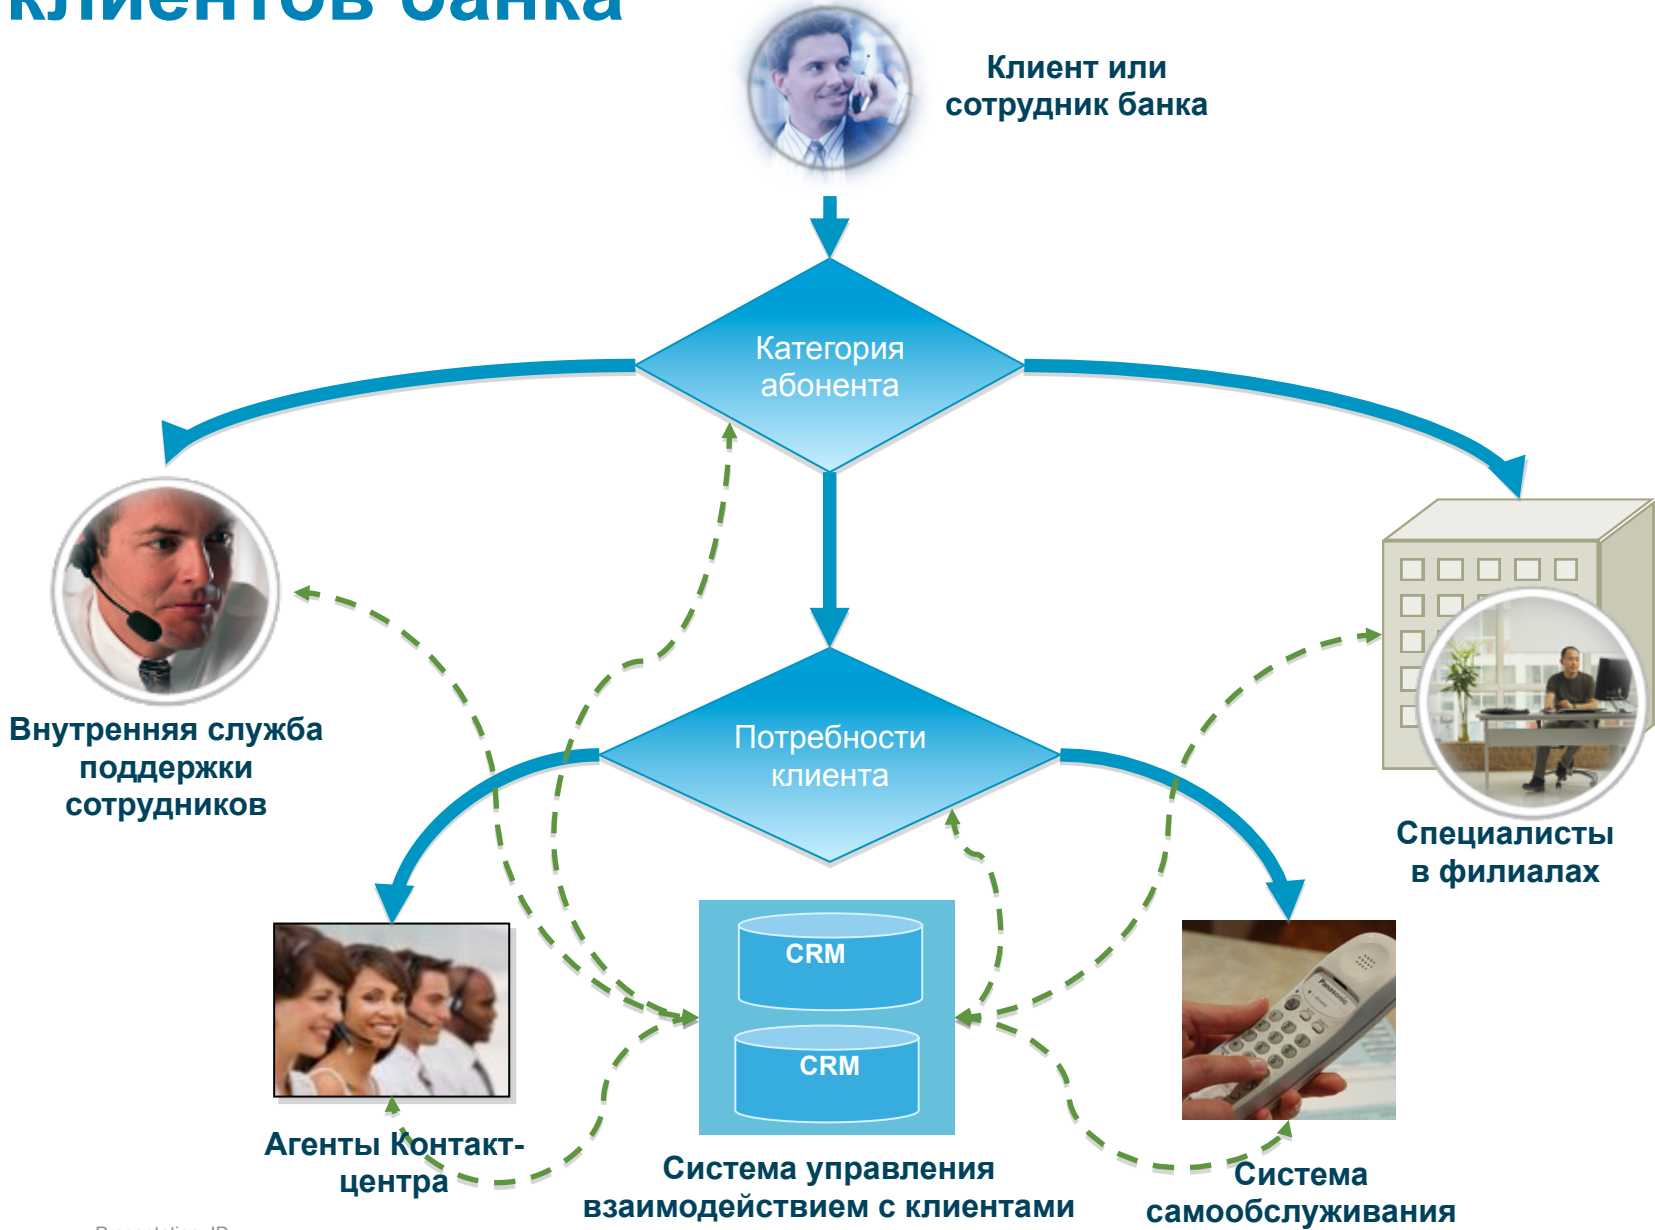 клиентов банка
Клиент или
сотрудник банка
Категория
абонента
Внутренняя служба
поддержки
сотрудников
Потребности
клиента
Специалисты
в филиалах
CRM
CRM
Panasonic
Агенты Контакт-
центра
Система управления
взаимодействием с клиентами
Система
самообслуживания